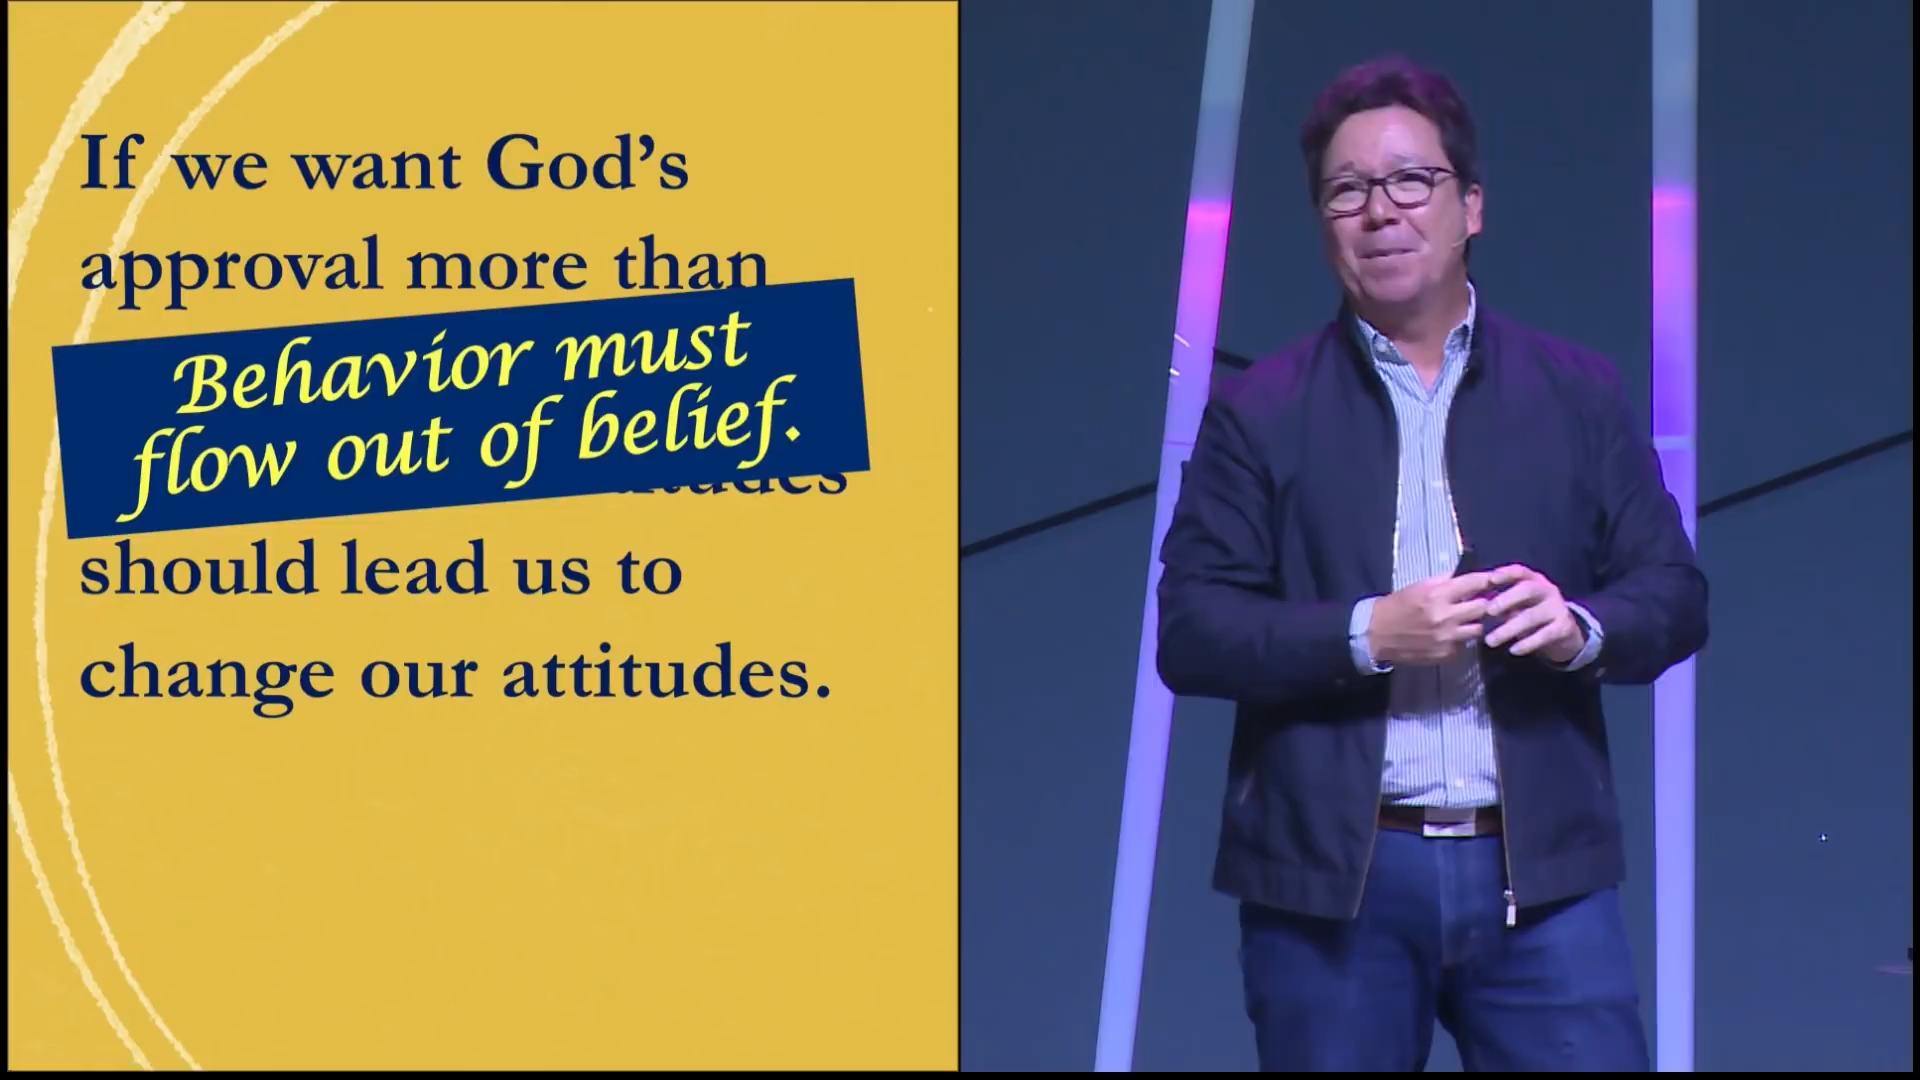 If we want God’s
approval more than
Behavior must
flow out of belief.
should lead us to
change our attitudes.